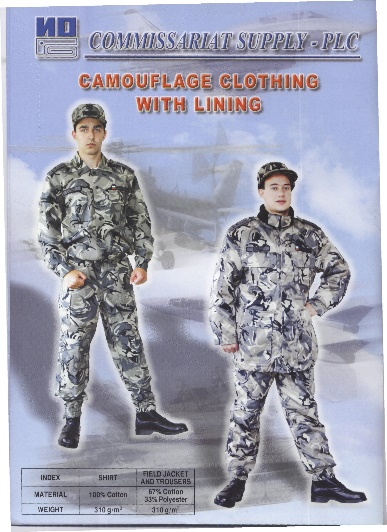 ИО
COMMISSARIAT SUPPLY - PLC
CAMOUFLAGE CLOTHING
WITH LINING
INDEX SHIRT FIELD JACKET AND TROUSERS
MATERIAL 100% Cotton 67% Cotton 33% Polyester
WEIGHT 310 g/m² 310 g/m²